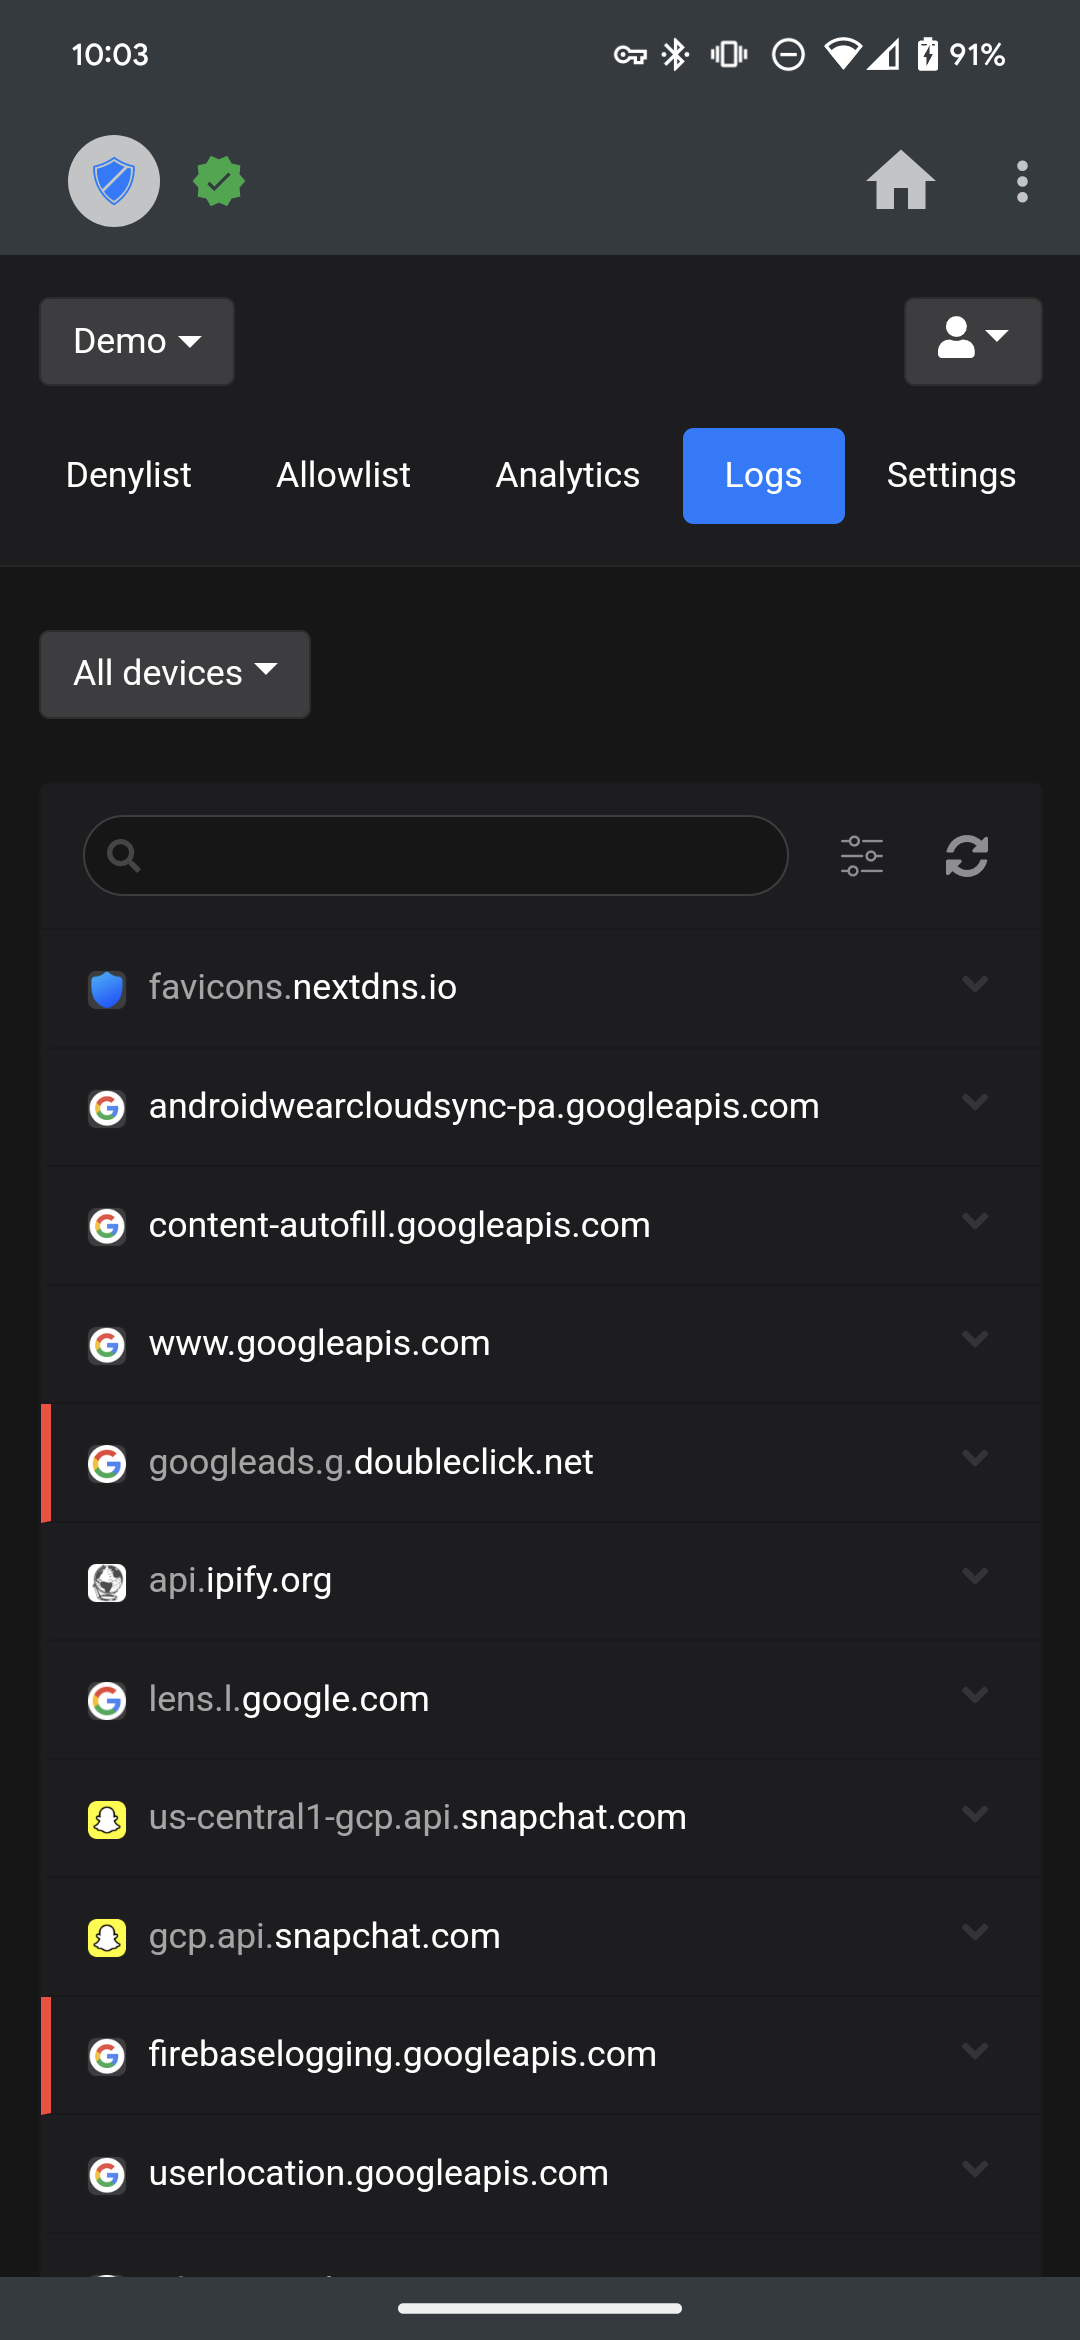 10:03
91%
Demo
Denylist Allowlist Analytics Logs Settings
All devices
favicons.nextdns.io
androidwearcloudsync-pa.googleapis.com
content-autofill.googleapis.com
www.googleapis.com
googleads.g.doubleclick.net
api.ipify.org
lens.l.google.com
us-central1-gcp.api.snapchat.com
gcp.api.snapchat.com
firebaselogging.googleapis.com
userlocation.googleapis.com